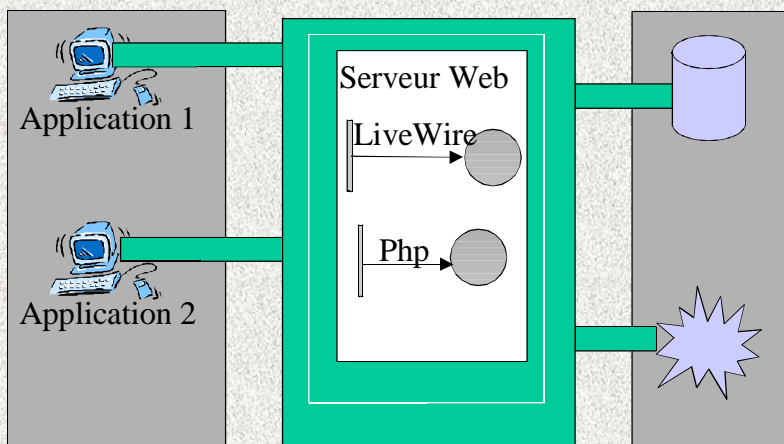 Application 1
Application 2
Serveur Web
LiveWire
Php